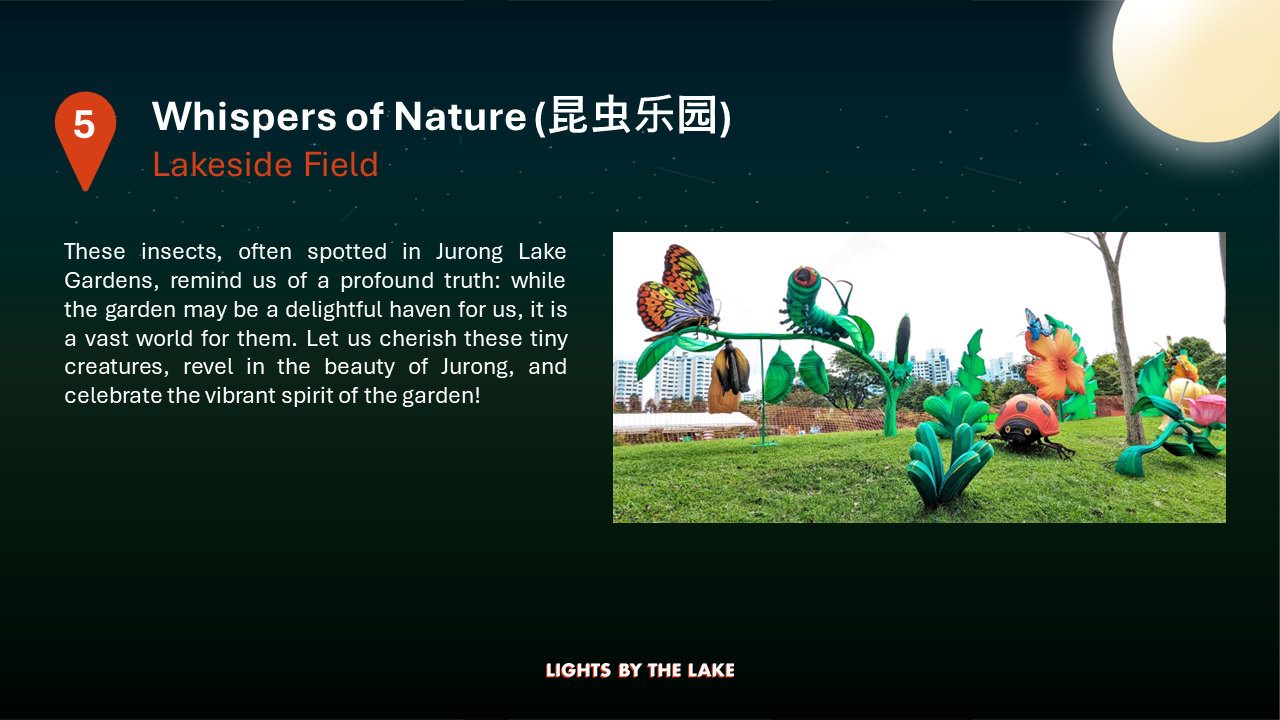 5
Whispers of Nature (昆虫乐园)
Lakeside Field
These insects, often spotted in Jurong Lake
Gardens, remind us of a profound truth: while
the garden may be a delightful haven for us, it is
a vast world for them. Let us cherish these tiny
creatures, revel in the beauty of Jurong, and
celebrate the vibrant spirit of the garden!
LIGHTS BY THE LAKE